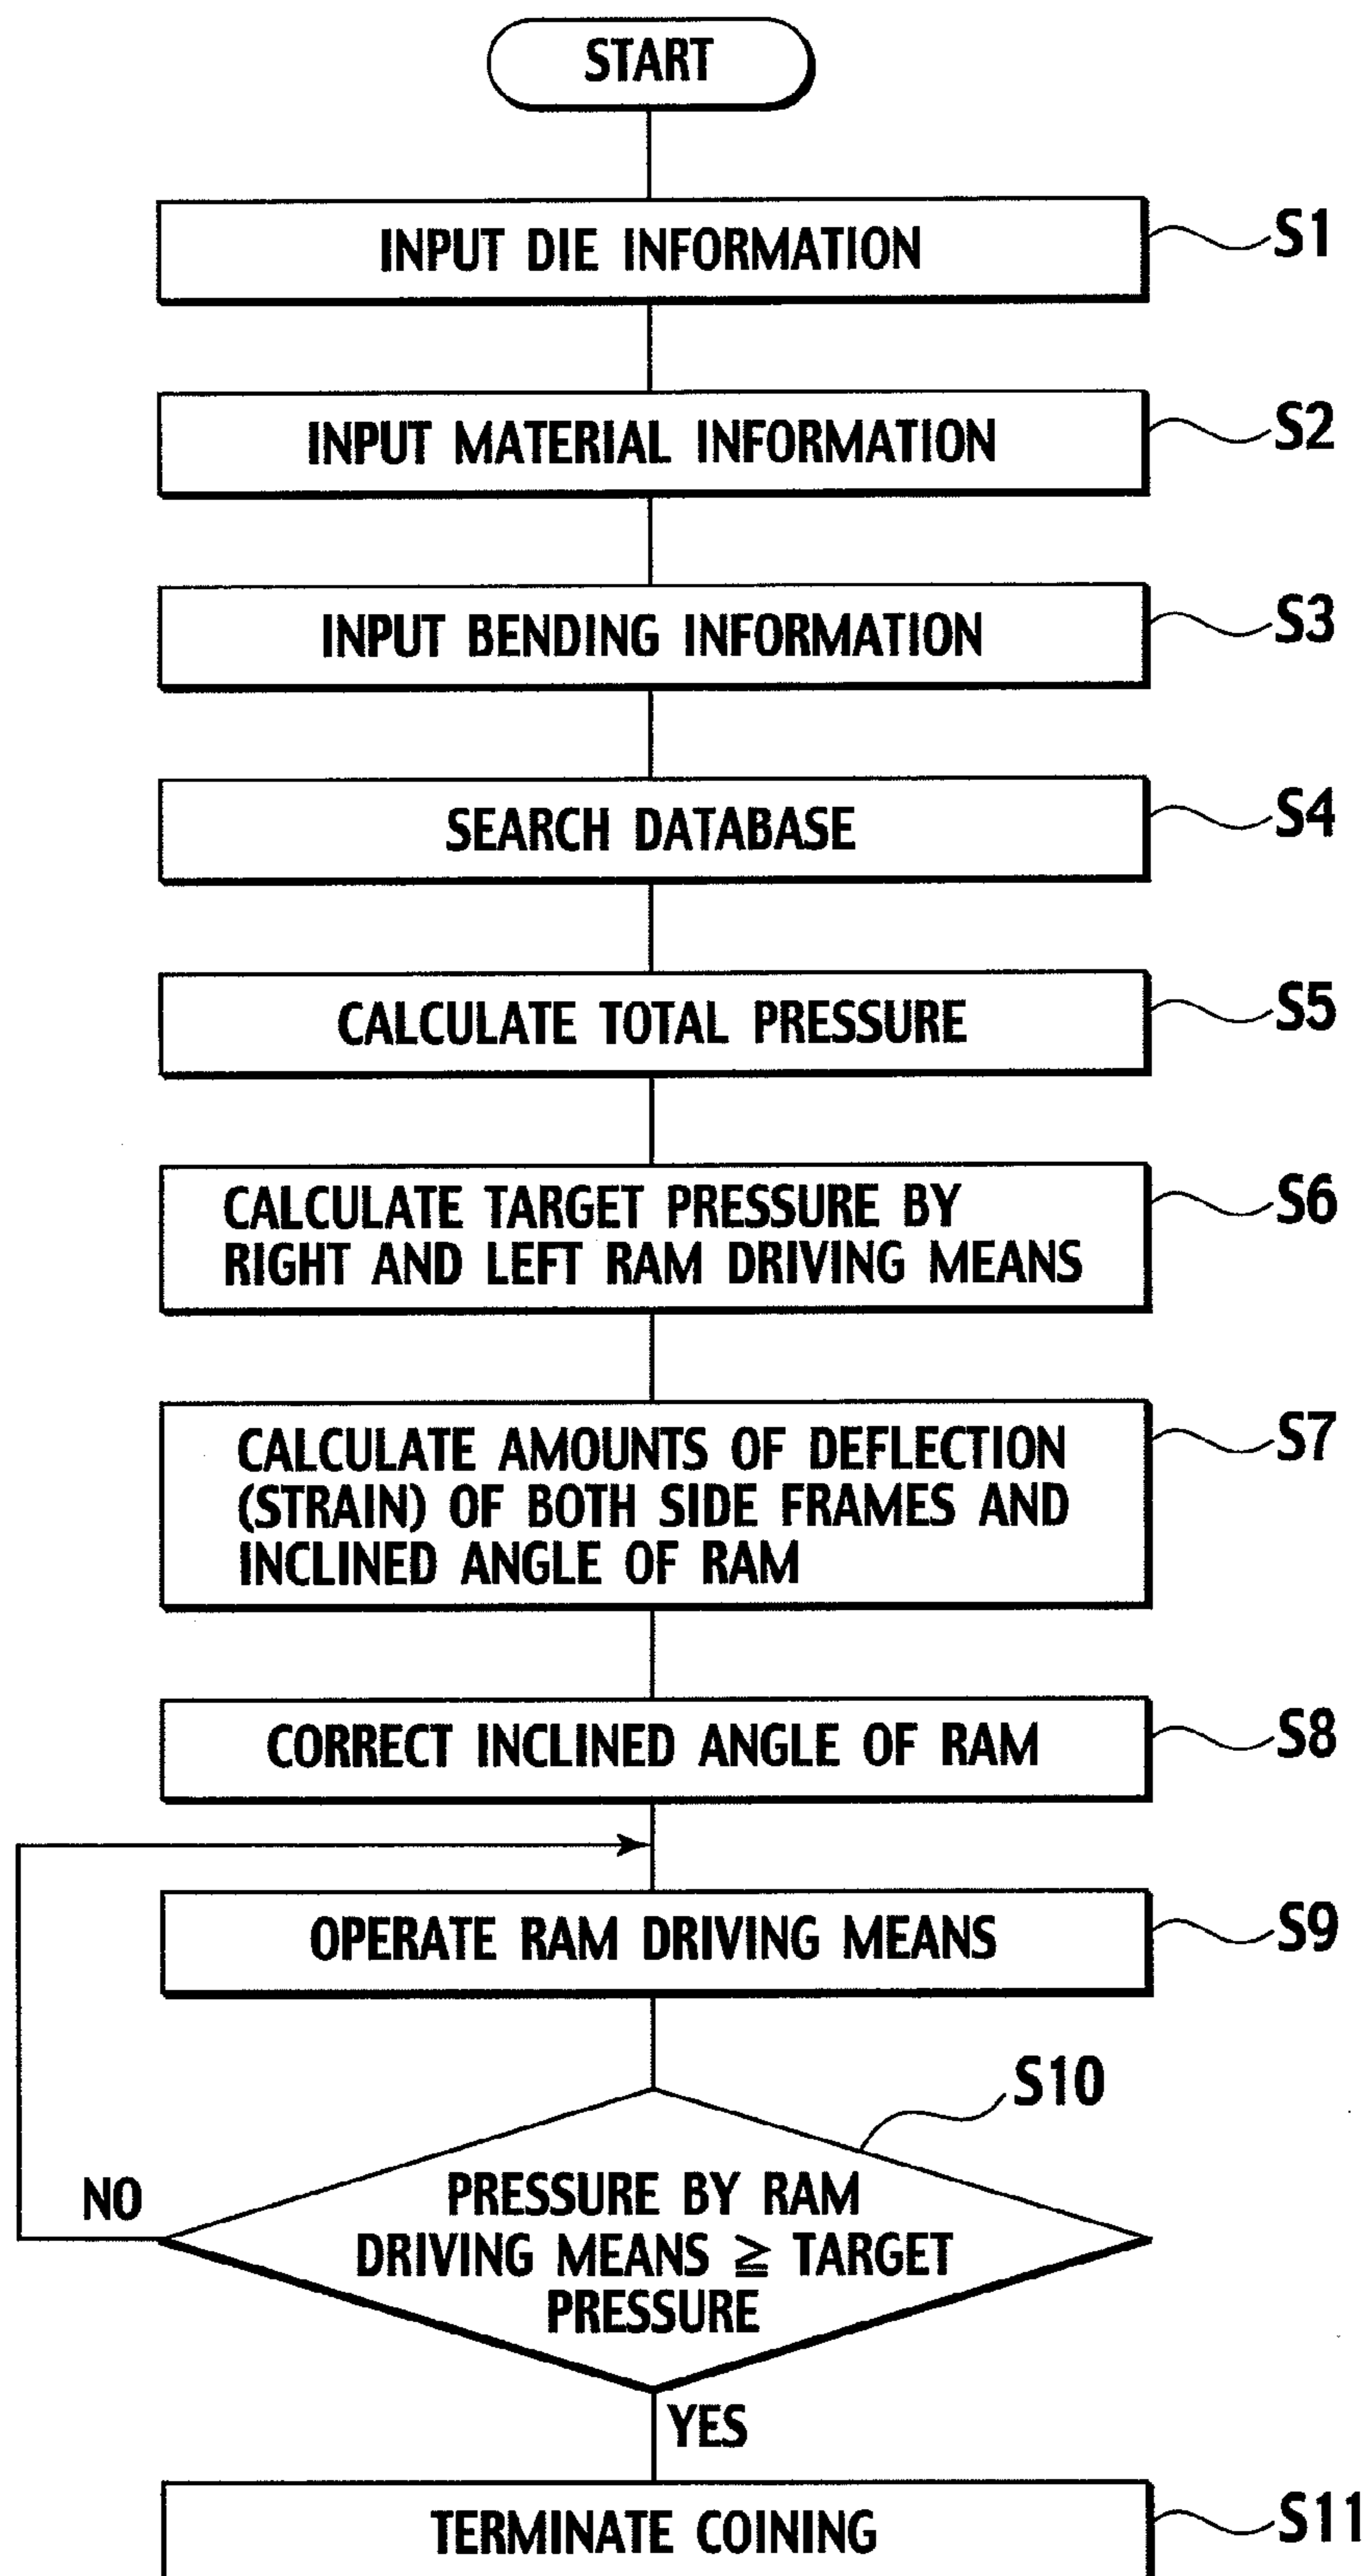 START
INPUT DIE INFORMATION
S1
INPUT MATERIAL INFORMATION
S2
INPUT BENDING INFORMATION
S3
SEARCH DATABASE
S4
CALCULATE TOTAL PRESSURE
S5
CALCULATE TARGET PRESSURE BY
RIGHT AND LEFT RAM DRIVING MEANS
S6
CALCULATE AMOUNTS OF DEFLECTION
(STRAIN) OF BOTH SIDE FRAMES AND
INCLINED ANGLE OF RAM
S7
CORRECT INCLINED ANGLE OF RAM
S8
OPERATE RAM DRIVING MEANS
S9
S10
PRESSURE BY RAM
DRIVING MEANS ≧ TARGET
PRESSURE
NO
YES
TERMINATE COINING
S11